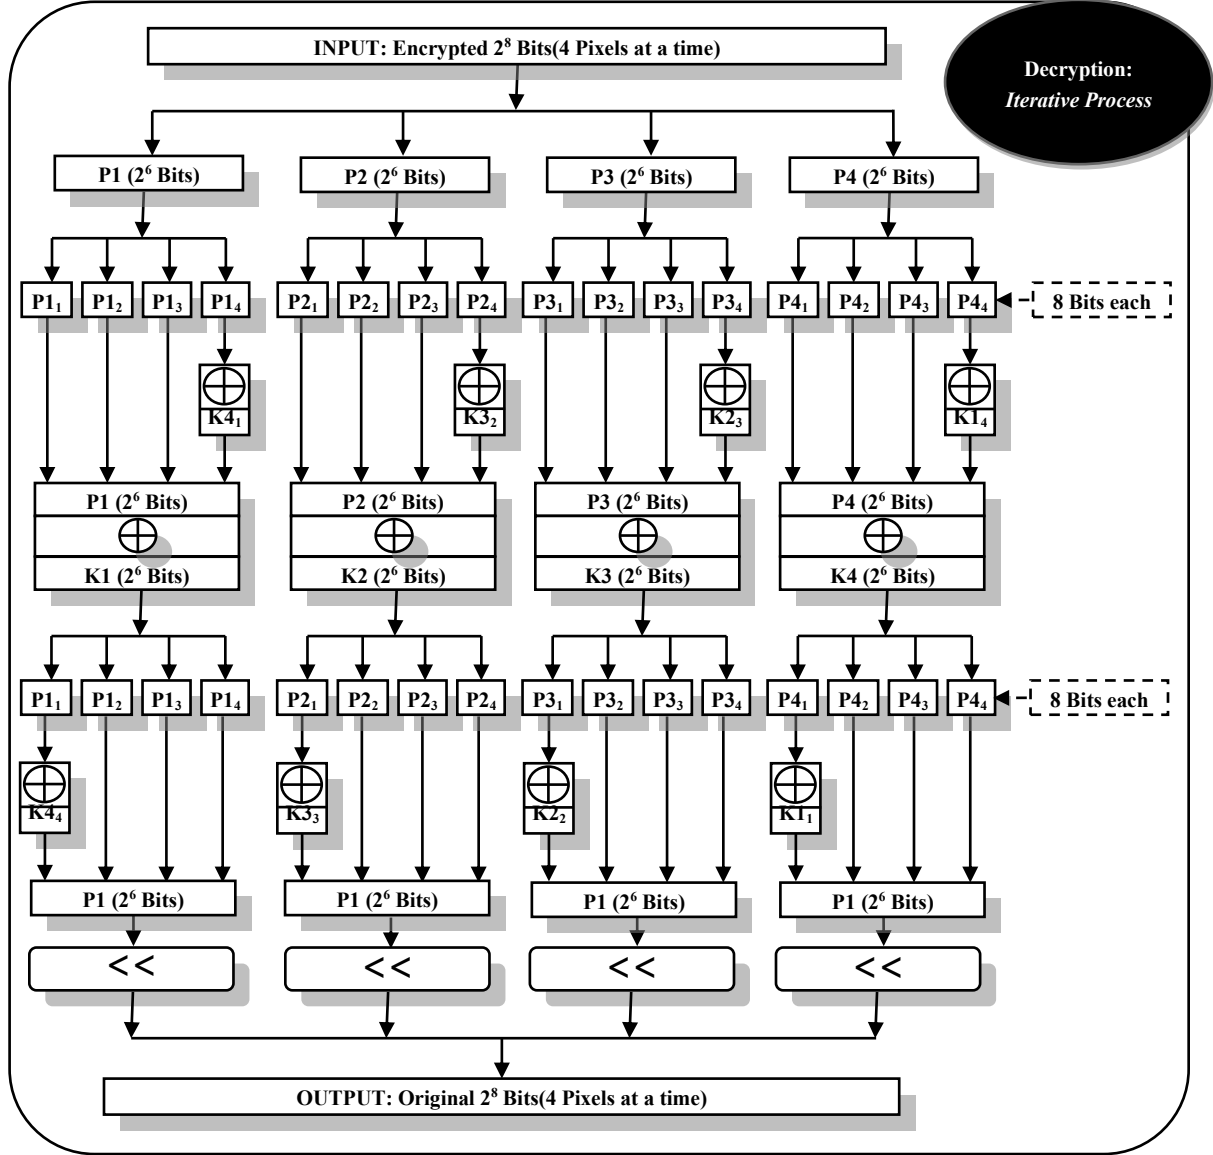 INPUT: Encrypted 2⁸ Bits(4 Pixels at a time)
Decryption:
Iterative Process
P1 (2⁶ Bits) P2 (2⁶ Bits) P3 (2⁶ Bits) P4 (2⁶ Bits)
P1₁ P1₂ P1₃ P1₄ P2₁ P2₂ P2₃ P2₄ P3₁ P3₂ P3₃ P3₄ P4₁ P4₂ P4₃ P4₄ 8 Bits each
K4₁ K3₂ K2₃ K1₄
P1 (2⁶ Bits) P2 (2⁶ Bits) P3 (2⁶ Bits) P4 (2⁶ Bits)
K1 (2⁶ Bits) K2 (2⁶ Bits) K3 (2⁶ Bits) K4 (2⁶ Bits)
P1₁ P1₂ P1₃ P1₄ P2₁ P2₂ P2₃ P2₄ P3₁ P3₂ P3₃ P3₄ P4₁ P4₂ P4₃ P4₄ 8 Bits each
K4₄ K3₃ K2₂ K1₁
P1 (2⁶ Bits) P1 (2⁶ Bits) P1 (2⁶ Bits) P1 (2⁶ Bits)
<< << << <<
OUTPUT: Original 2⁸ Bits(4 Pixels at a time)